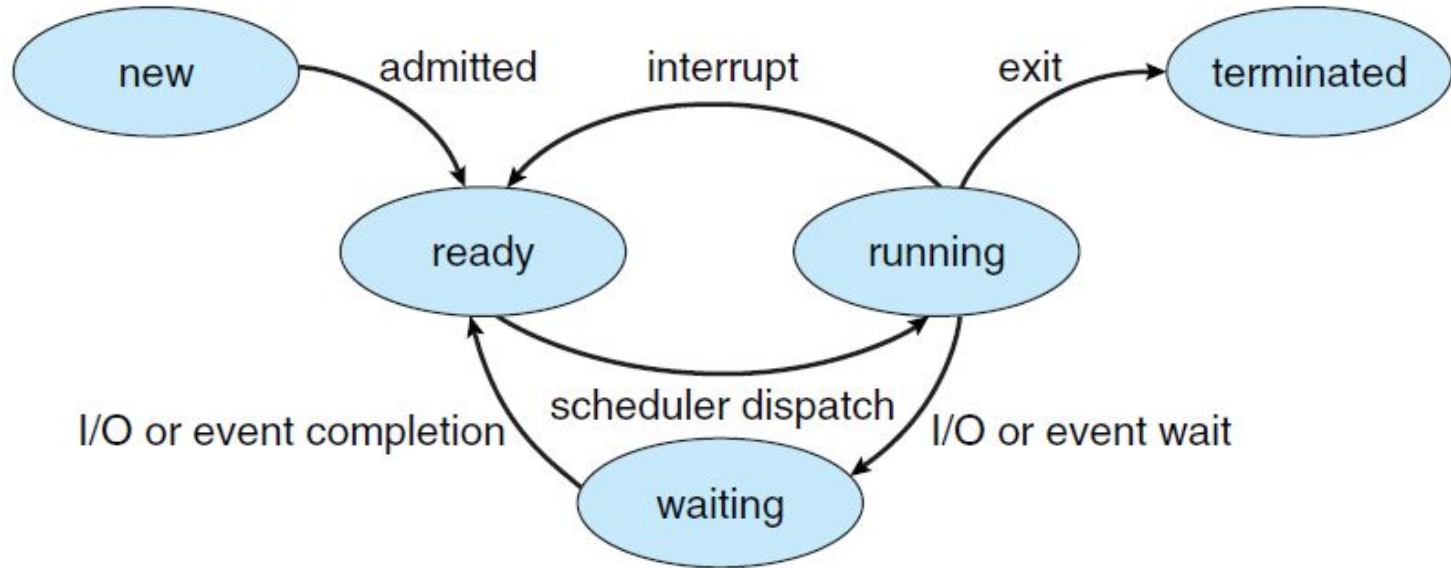 new
admitted
interrupt
exit
terminated
ready
running
scheduler dispatch
I/O or event completion
I/O or event wait
waiting